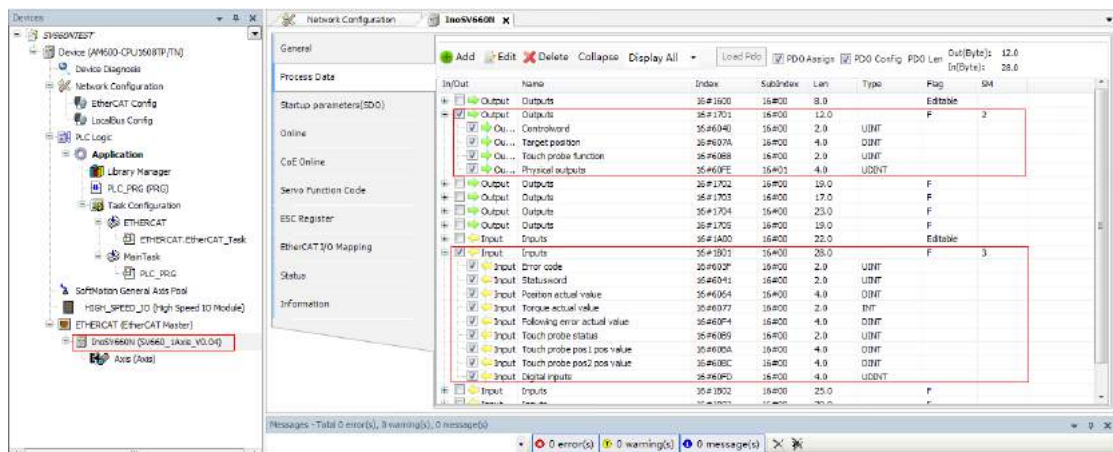 Devices
SV660NTEST
Device (AM600-CPU1608TP/TN)
Device Diagnosis
Network Configuration
EtherCAT Config
LocalBus Config
PLC Logic
Application
Library Manager
PLC_PRG (PRG)
Task Configuration
ETHERCAT
ETHERCAT.EtherCAT_Task
MainTask
PLC_PRG
SoftMotion General Axis Pool
HIGH_SPEED_IO (High Speed IO Module)
ETHERCAT (EtherCAT Master)
InoSV660N (SV660_1Axis_V0.04)
Axis (Axis)
Network Configuration
InoSV660N X
General
Process Data
Startup parameters(SDO)
Online
CoE Online
Servo Function Code
ESC Register
EtherCAT I/O Mapping
Status
Information
Add Edit Delete Collapse Display All Load Pdo PDO Assign PDO Config PDO Len Out(Byte): 12.0
In(Byte): 28.0
In/Out Name Index SubIndex Len Type Flag SM
Output Outputs 16#1600 16#00 8.0 Editable
Output Outputs 16#1701 16#00 12.0 F 2
Ou... Controlword 16#6040 16#00 2.0 UINT
Ou... Target position 16#607A 16#00 4.0 DINT
Ou... Touch probe function 16#60B8 16#00 2.0 UINT
Ou... Physical outputs 16#60FE 16#01 4.0 UDINT
Output Outputs 16#1702 16#00 19.0 F
Output Outputs 16#1703 16#00 17.0 F
Output Outputs 16#1704 16#00 23.0 F
Output Outputs 16#1705 16#00 19.0 F
Input Inputs 16#1A00 16#00 22.0 Editable
Input Inputs 16#1B01 16#00 28.0 F 3
Input Error code 16#603F 16#00 2.0 UINT
Input Statusword 16#6041 16#00 2.0 UINT
Input Position actual value 16#6064 16#00 4.0 DINT
Input Torque actual value 16#6077 16#00 2.0 INT
Input Following error actual value 16#60F4 16#00 4.0 DINT
Input Touch probe status 16#60B9 16#00 2.0 UINT
Input Touch probe pos1 pos value 16#60BA 16#00 4.0 DINT
Input Touch probe pos2 pos value 16#60BC 16#00 4.0 DINT
Input Digital inputs 16#60FD 16#00 4.0 UDINT
Input Inputs 16#1B02 16#00 25.0 F
Messages - Total 0 error(s), 0 warning(s), 0 message(s)
0 error(s) 0 warning(s) 0 message(s)